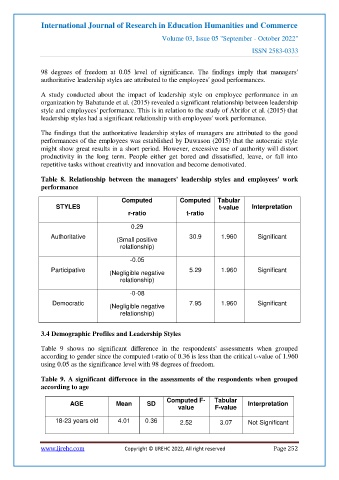 International Journal of Research in Education Humanities and Commerce
Volume 03, Issue 05 "September - October 2022"
ISSN 2583-0333
98 degrees of freedom at 0.05 level of significance. The findings imply that managers'
authoritative leadership styles are attributed to the employees' good performances.
A study conducted about the impact of leadership style on employee performance in an
organization by Babatunde et al. (2015) revealed a significant relationship between leadership
style and employees' performance. This is in relation to the study of Abrifor et al. (2015) that
leadership styles had a significant relationship with employees' work performance.
The findings that the authoritative leadership styles of managers are attributed to the good
performances of the employees was established by Dawason (2015) that the autocratic style
might show great results in a short period. However, excessive use of authority will distort
productivity in the long term. People either get bored and dissatisfied, leave, or fall into
repetitive tasks without creativity and innovation and become demotivated.
Table 8. Relationship between the managers' leadership styles and employees' work
performance
STYLES Computed r-ratio Computed t-ratio Tabular t-value Interpretation
Authoritative 0.29 (Small positive relationship) 30.9 1.960 Significant
Participative -0.05 (Negligible negative relationship) 5.29 1.960 Significant
Democratic -0-08 (Negligible negative relationship) 7.95 1.960 Significant
3.4 Demographic Profiles and Leadership Styles
Table 9 shows no significant difference in the respondents' assessments when grouped
according to gender since the computed t-ratio of 0.36 is less than the critical t-value of 1.960
using 0.05 as the significance level with 98 degrees of freedom.
Table 9. A significant difference in the assessments of the respondents when grouped
according to age
AGE Mean SD Computed F-value Tabular F-value Interpretation
18-23 years old 4.01 0.36 2.52 3.07 Not Significant
www.ijrehc.com Copyright © IJREHC 2022, All right reserved Page 252